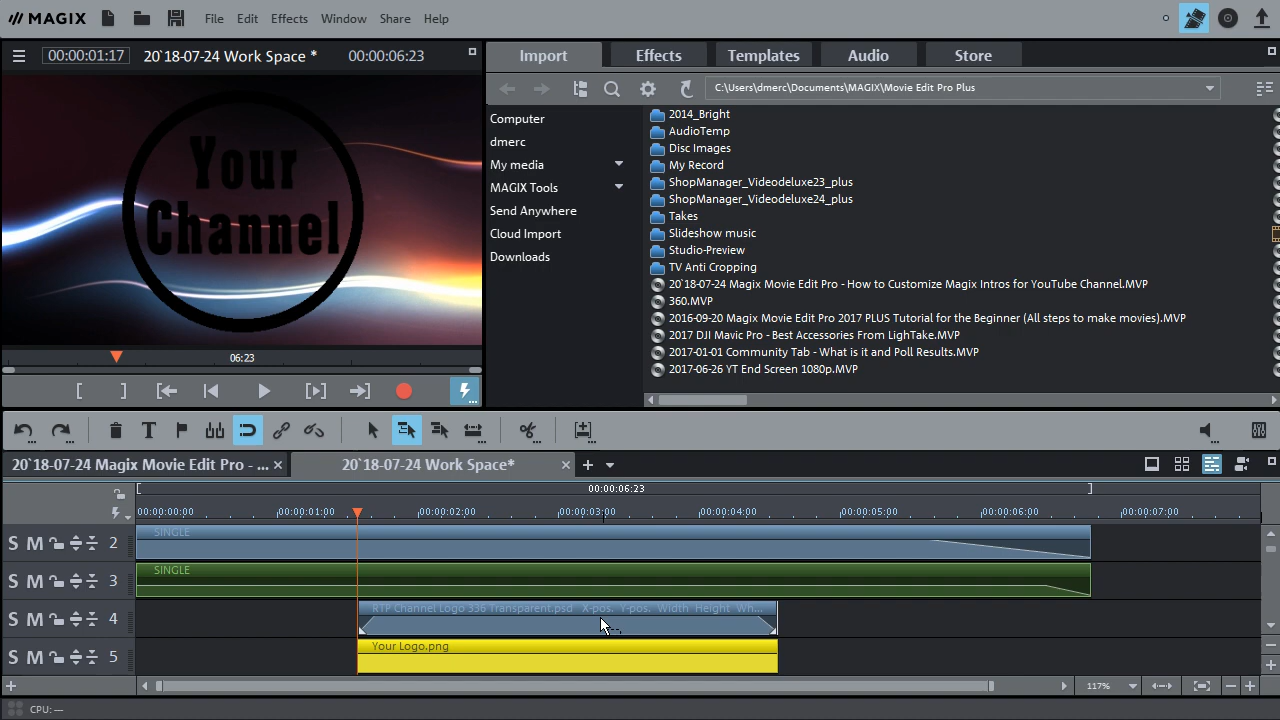 MAGIX
File Edit Effects Window Share Help
00:00:01:17 20`18-07-24 Work Space * 00:00:06:23
Your
Channel
06:23
Import Effects Templates Audio Store
C:\Users\dmerc\Documents\MAGIX\Movie Edit Pro Plus
Computer
dmerc
My media
MAGIX Tools
Send Anywhere
Cloud Import
Downloads
2014_Bright
AudioTemp
Disc Images
My Record
ShopManager_Videodeluxe23_plus
ShopManager_Videodeluxe24_plus
Takes
Slideshow music
Studio-Preview
TV Anti Cropping
20`18-07-24 Magix Movie Edit Pro - How to Customize Magix Intros for YouTube Channel.MVP
360.MVP
2016-09-20 Magix Movie Edit Pro 2017 PLUS Tutorial for the Beginner (All steps to make movies).MVP
2017 DJI Mavic Pro - Best Accessories From LighTake.MVP
2017-01-01 Community Tab - What is it and Poll Results.MVP
2017-06-26 YT End Screen 1080p.MVP
20`18-07-24 Magix Movie Edit Pro - ... 20`18-07-24 Work Space*
00:00:06:23
00:00:00:00 00:00:01:00 00:00:02:00 00:00:03:00 00:00:04:00 00:00:05:00 00:00:06:00 00:00:07:00
S M 2 SINGLE
S M 3 SINGLE
S M 4 RTP Channel Logo 336 Transparent.psd X-pos. Y-pos. Width Height Wh...
S M 5 Your Logo.png
117%
CPU: ---